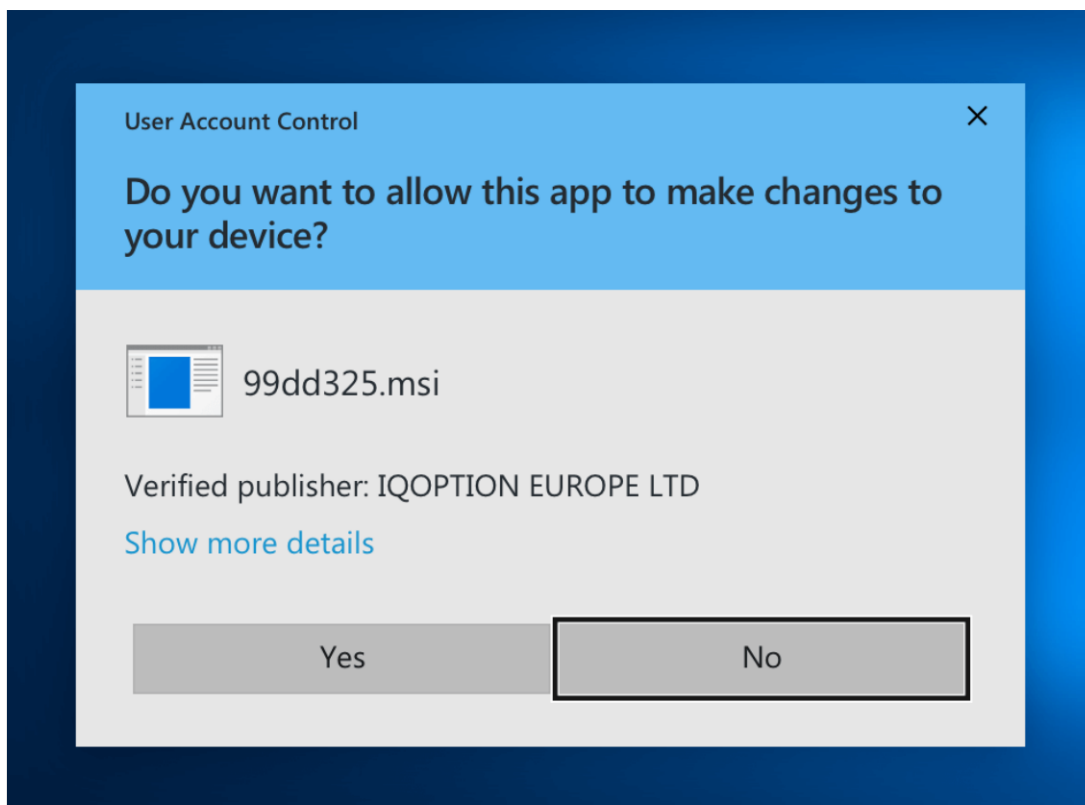 User Account Control
Do you want to allow this app to make changes to
your device?
99dd325.msi
Verified publisher: IQOPTION EUROPE LTD
Show more details
Yes
No